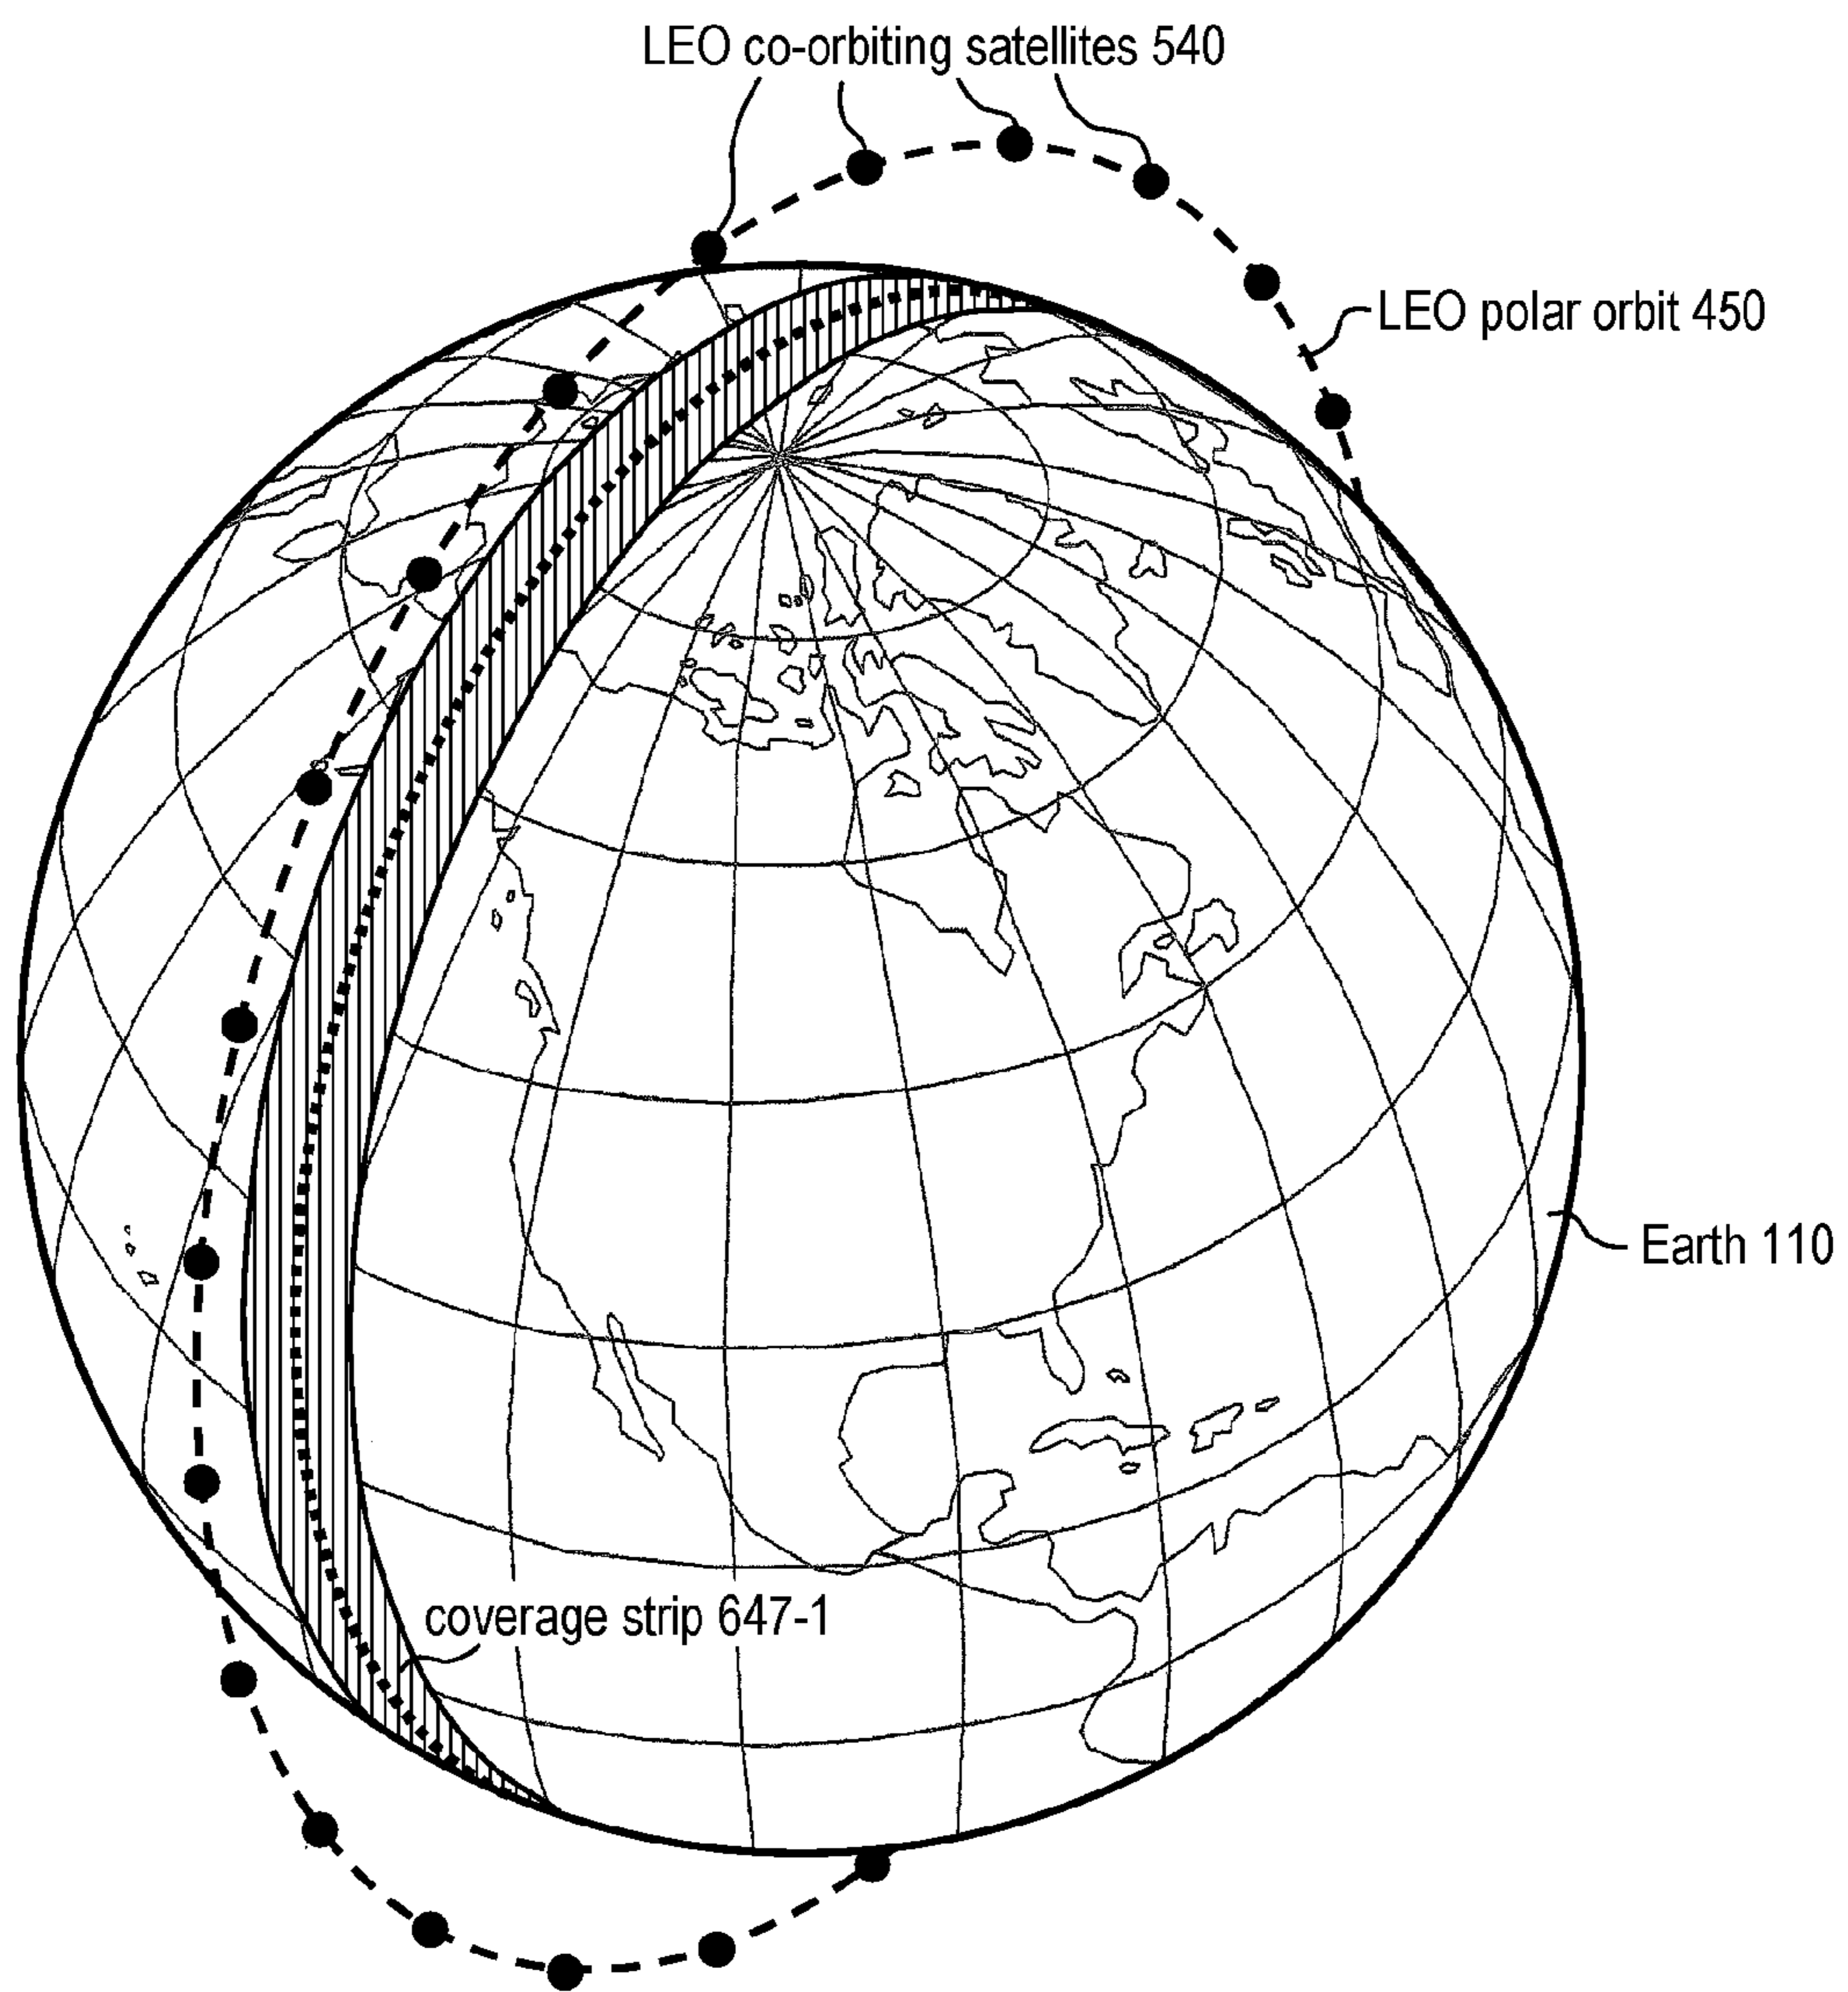 LEO co-orbiting satellites 540
LEO polar orbit 450
Earth 110
coverage strip 647-1